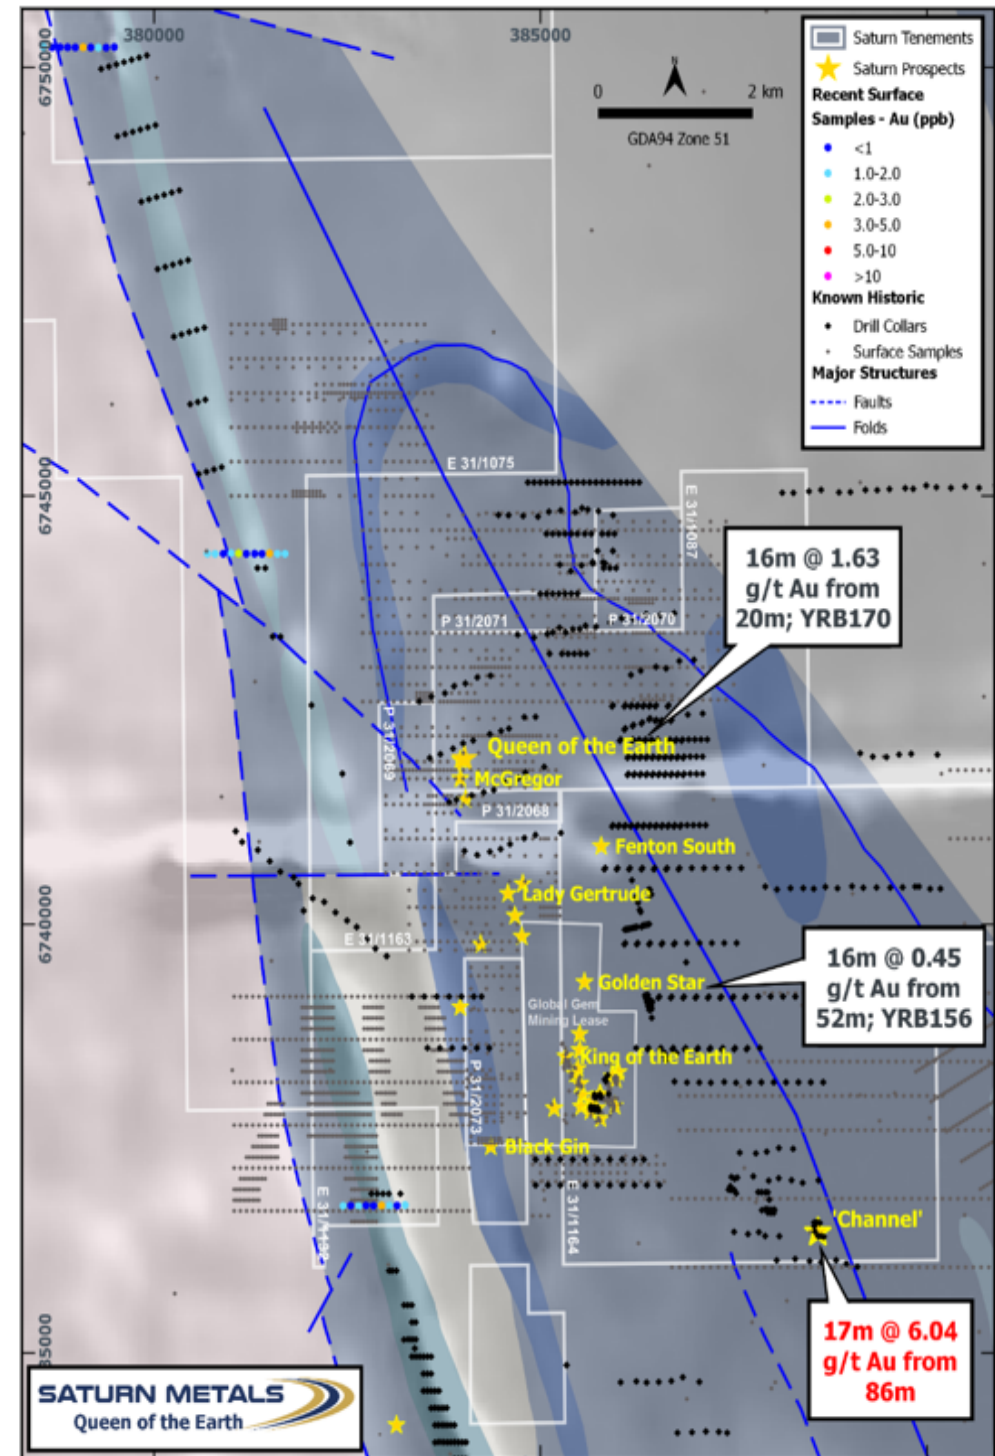 380000
385000
6750000
6745000
6740000
35000
N
0 2 km
GDA94 Zone 51
Saturn Tenements
Saturn Prospects
Recent Surface
Samples - Au (ppb)
<1
1.0-2.0
2.0-3.0
3.0-5.0
5.0-10
>10
Known Historic
Drill Collars
Surface Samples
Major Structures
Faults
Folds
E 31/1075
E 31/1087
16m @ 1.63
g/t Au from
20m; YRB170
P 31/2071
P 31/2070
P 31/2069
Queen of the Earth
McGregor
P 31/2068
Fenton South
Lady Gertrude
E 31/1163
16m @ 0.45
g/t Au from
52m; YRB156
Golden Star
Global Gem
Mining Lease
King of the Earth
P 31/2073
Black Gin
E 31/1164
'Channel'
17m @ 6.04
g/t Au from
86m
SATURN METALS
Queen of the Earth